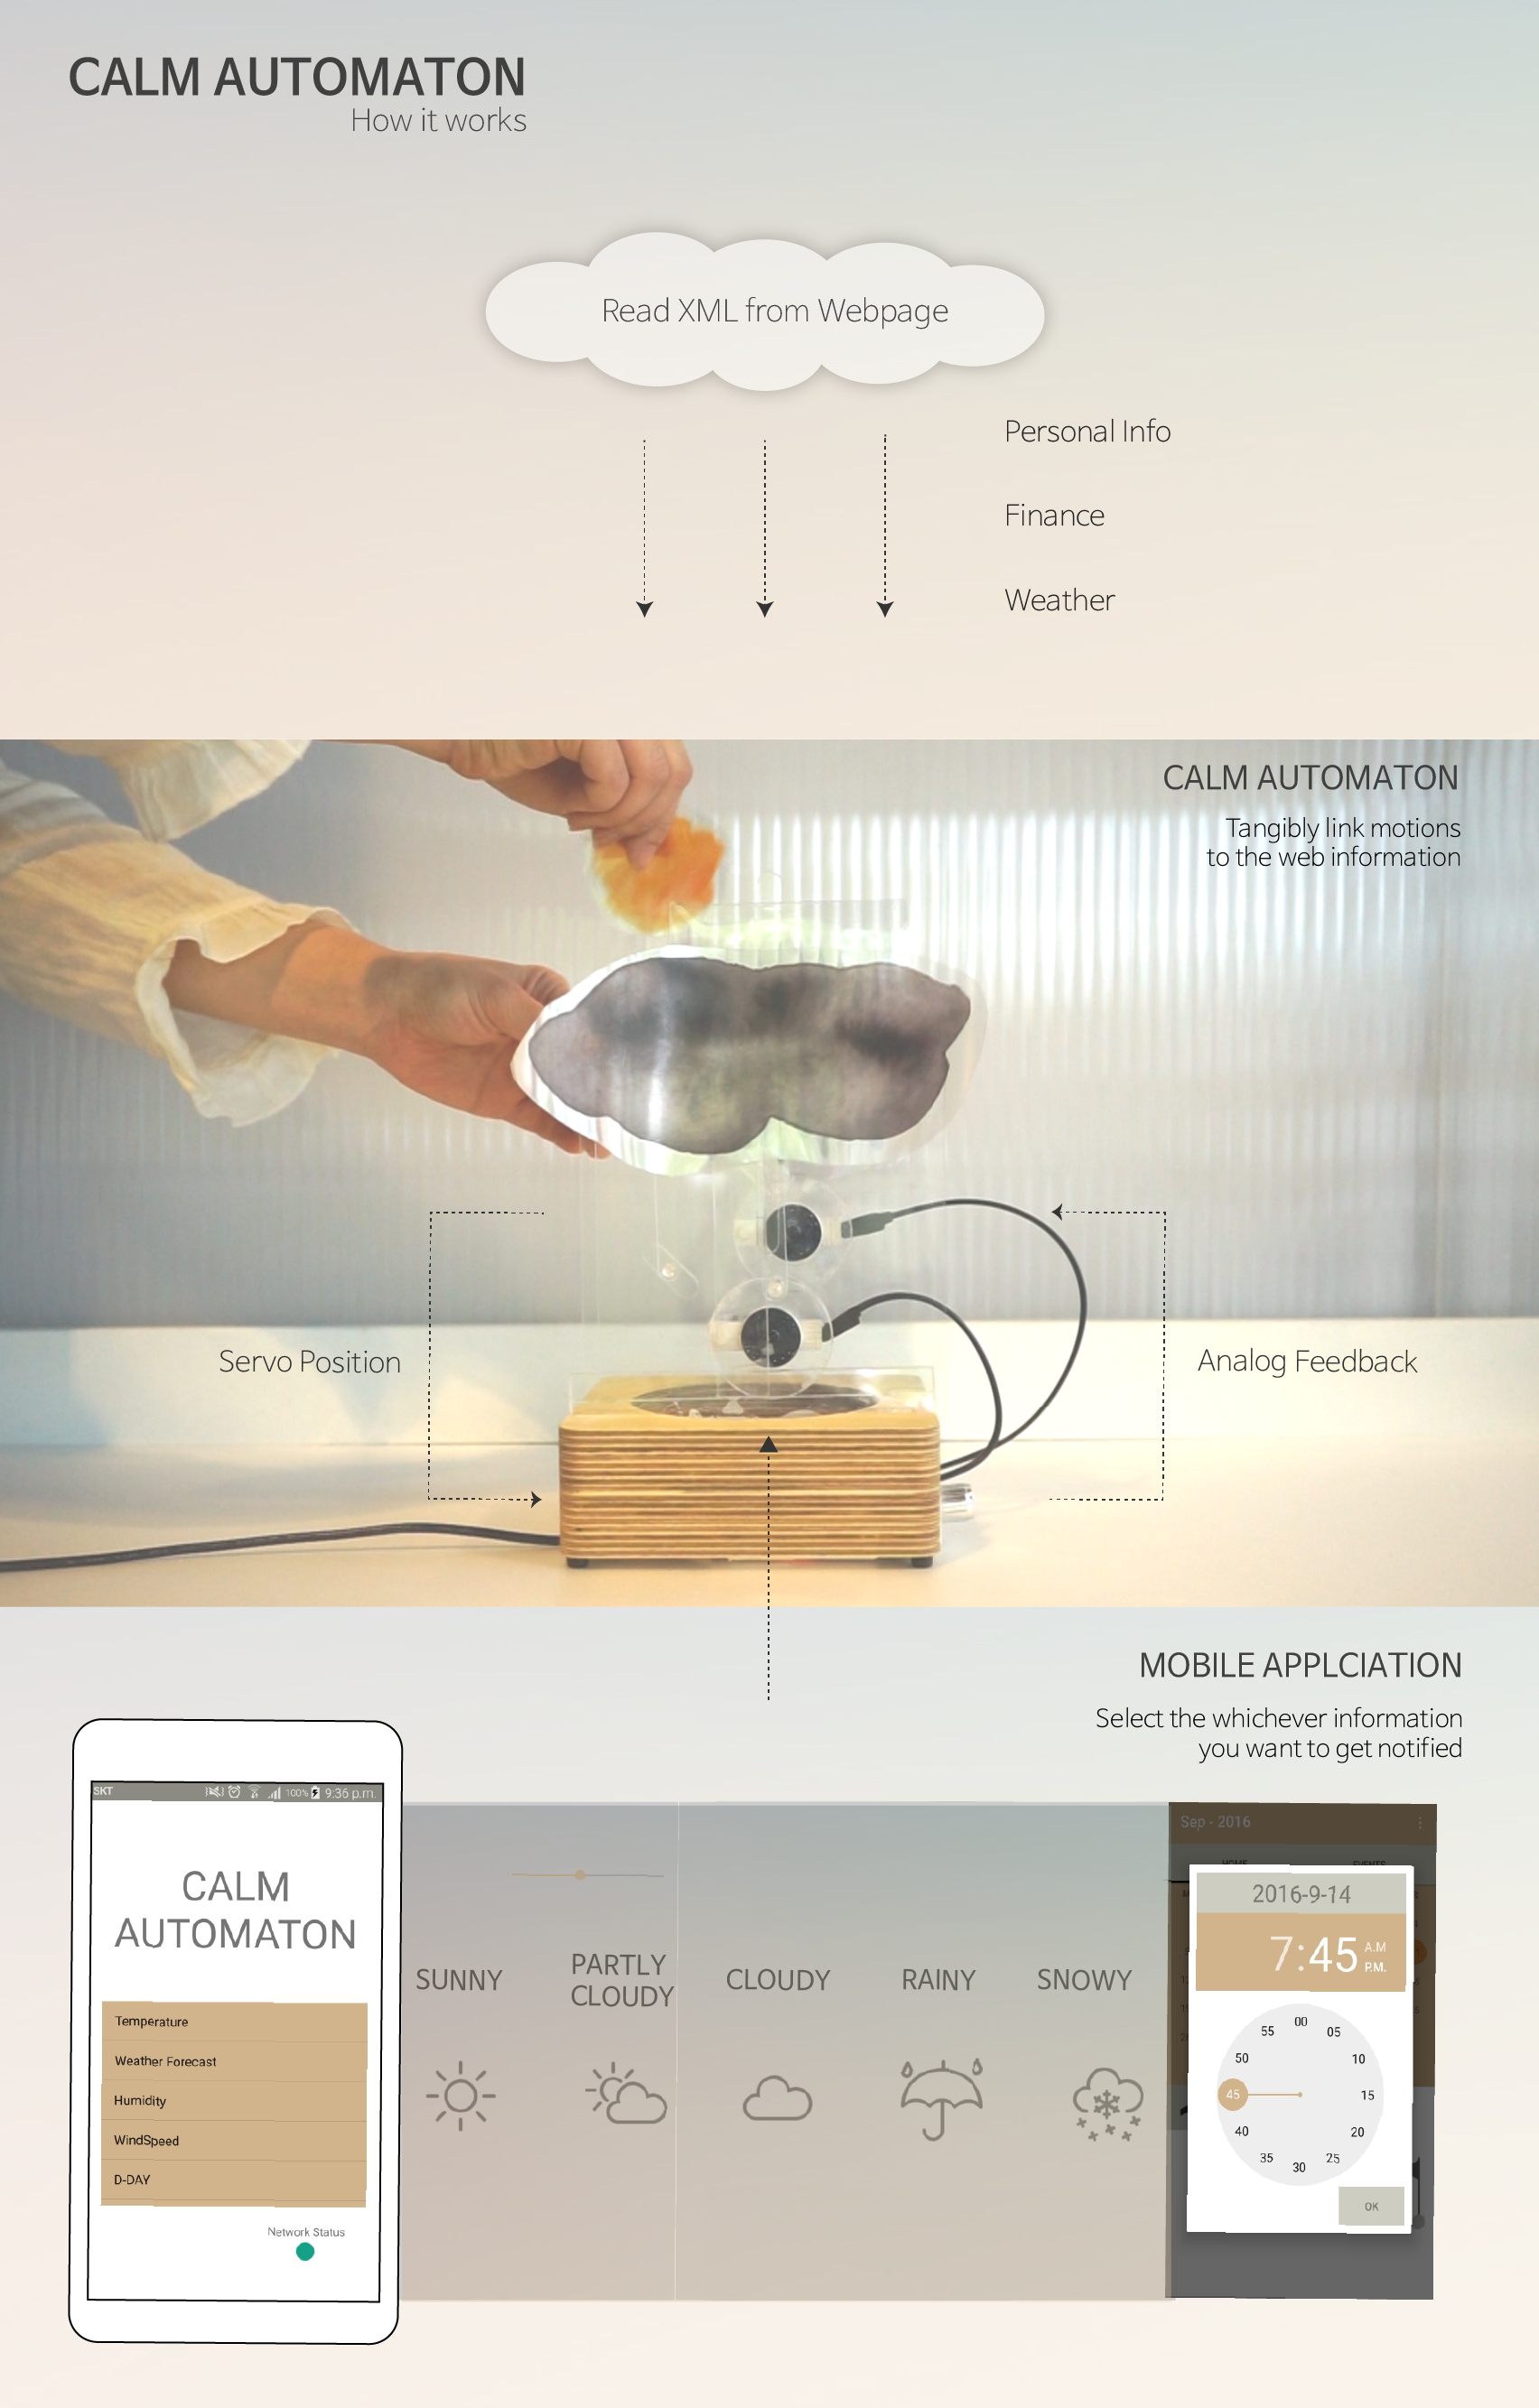 CALM AUTOMATON
How it works
Read XML from Webpage
Personal Info
Finance
Weather
CALM AUTOMATON
Tangibly link motions
to the web information
Servo Position
Analog Feedback
MOBILE APPLCIATION
Select the whichever information
you want to get notified
SKT
100%
9:36 p.m.
CALM
AUTOMATON
Temperature
Weather Forecast
Humidity
WindSpeed
D-DAY
Network Status
SUNNY
PARTLY
CLOUDY
CLOUDY
RAINY
SNOWY
Sep - 2016
HOME
EVENTS
2016-9-14
7:45
A.M
P.M.
00
05
10
15
20
25
30
35
40
45
50
55
OK